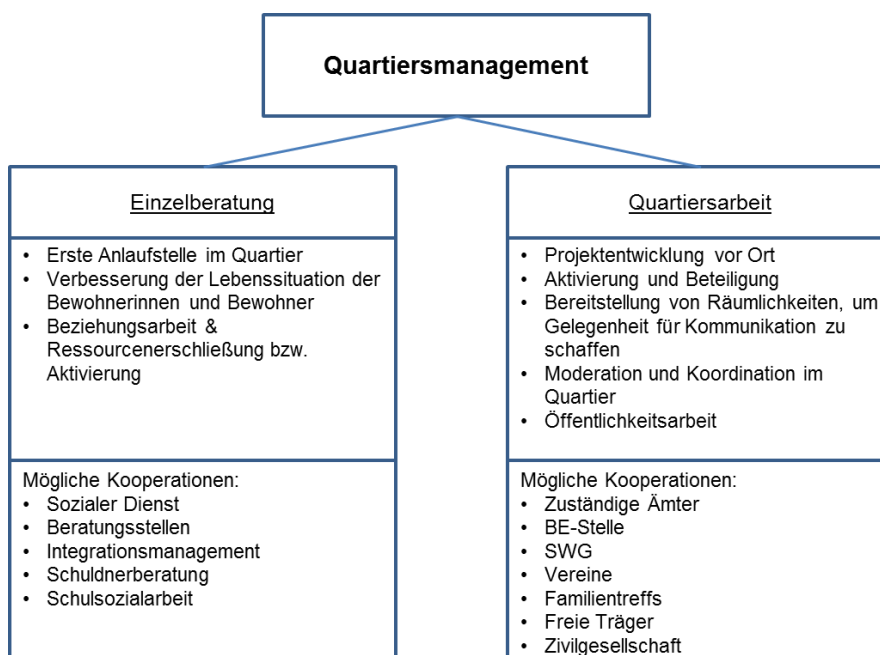 Quartiersmanagement
Einzelberatung
• Erste Anlaufstelle im Quartier
• Verbesserung der Lebenssituation der
Bewohnerinnen und Bewohner
• Beziehungsarbeit &
Ressourcenerschließung bzw.
Aktivierung
Mögliche Kooperationen:
• Sozialer Dienst
• Beratungsstellen
• Integrationsmanagement
• Schuldnerberatung
• Schulsozialarbeit
Quartiersarbeit
• Projektentwicklung vor Ort
• Aktivierung und Beteiligung
• Bereitstellung von Räumlichkeiten, um
Gelegenheit für Kommunikation zu
schaffen
• Moderation und Koordination im
Quartier
• Öffentlichkeitsarbeit
Mögliche Kooperationen:
• Zuständige Ämter
• BE-Stelle
• SWG
• Vereine
• Familientreffs
• Freie Träger
• Zivilgesellschaft